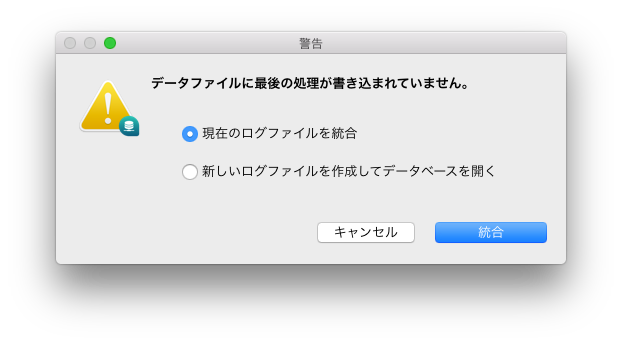 警告
データファイルに最後の処理が書き込まれていません。
現在のログファイルを統合
新しいログファイルを作成してデータベースを開く
キャンセル
統合